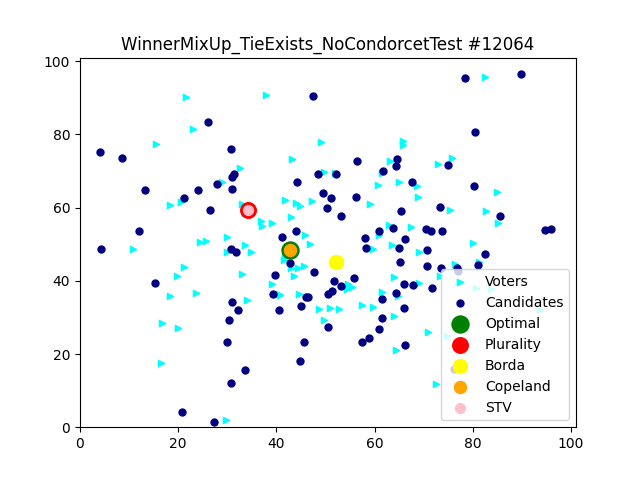 WinnerMixUp_TieExists_NoCondorcetTest #12064
100
80
60
40
20
0
0 20 40 60 80 100
Voters
Candidates
Optimal
Plurality
Borda
Copeland
STV